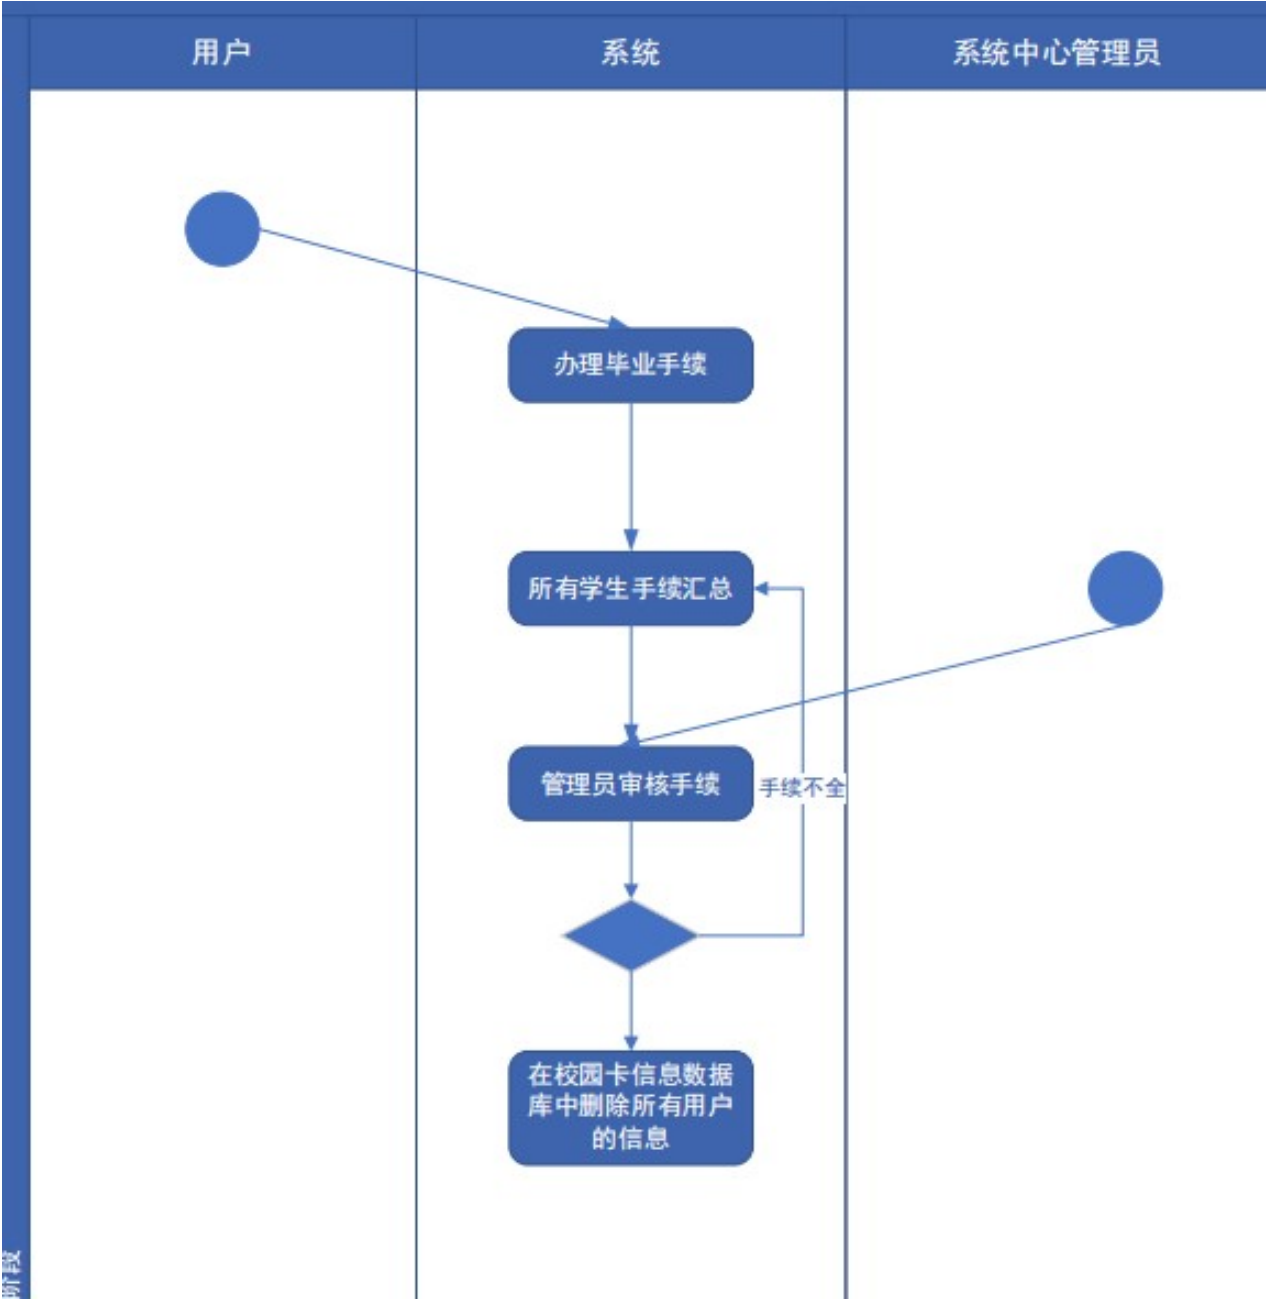 用户
系统
系统中心管理员
办理毕业手续
所有学生手续汇总
管理员审核手续
手续不全
在校园卡信息数据
库中删除所有用户
的信息
阶段